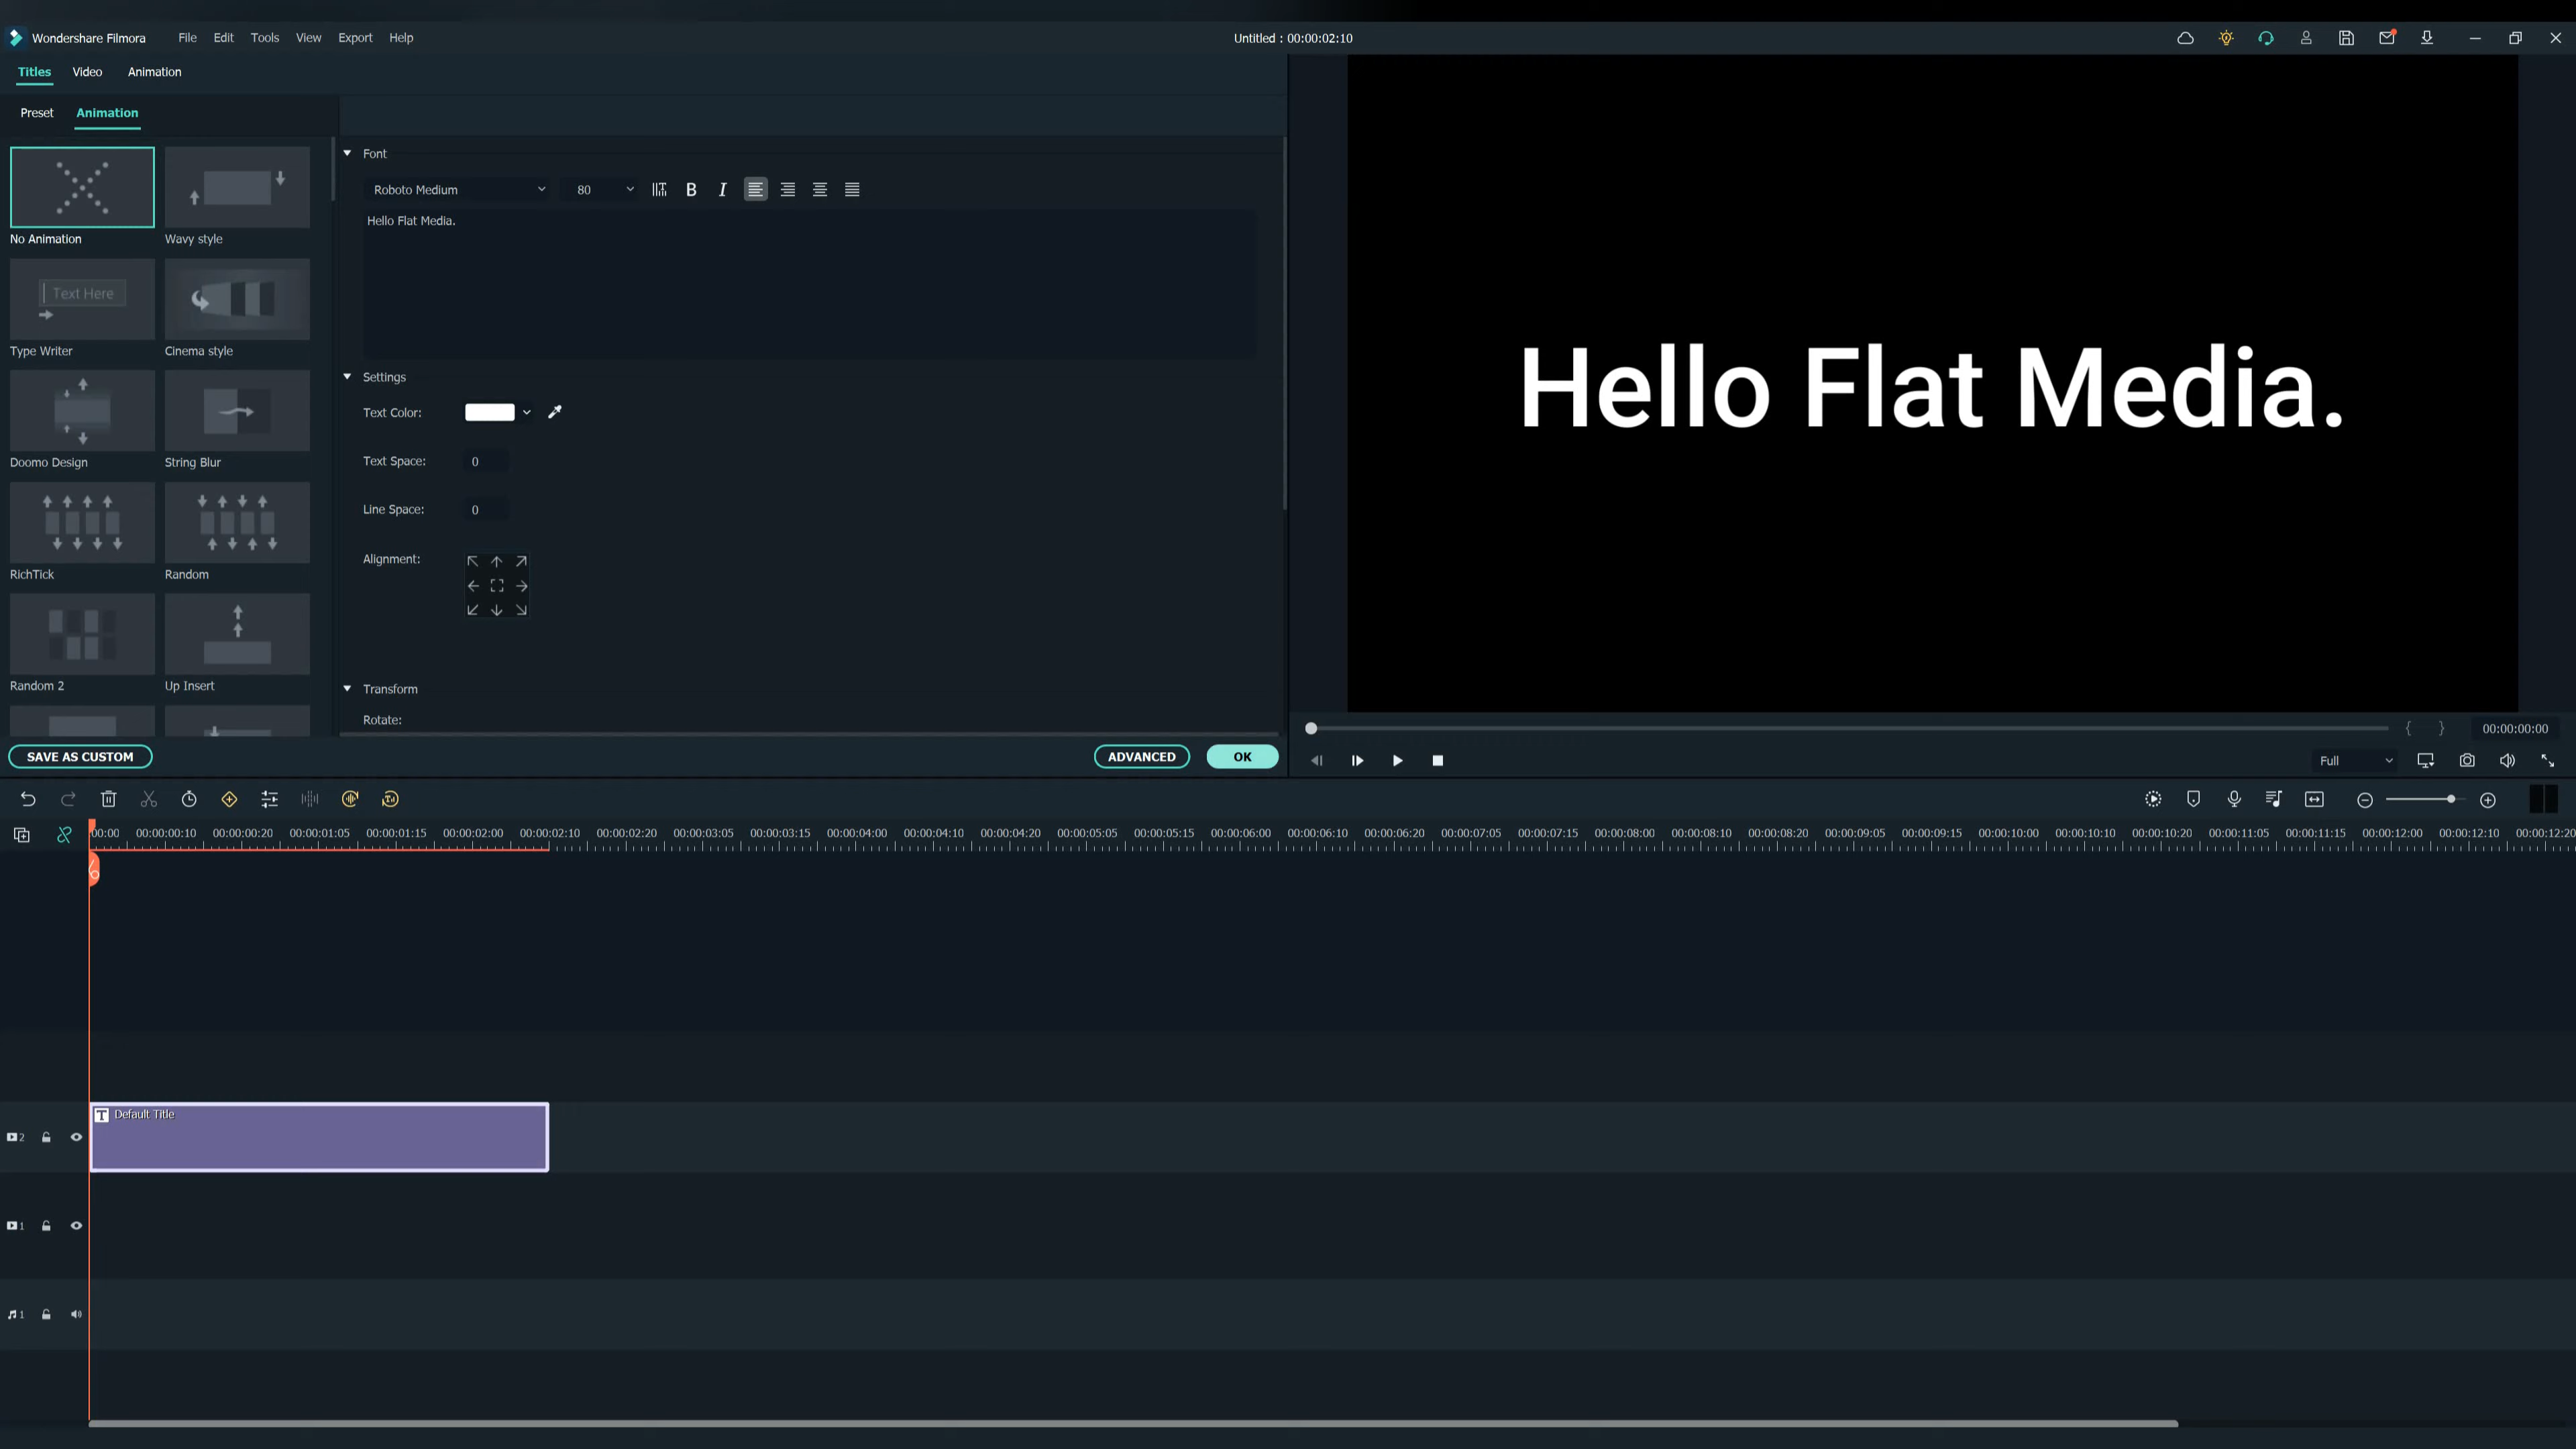 Wondershare Filmora File Edit Tools View Export Help Untitled : 00:00:02:10
Titles Video Animation
Preset Animation
No Animation Wavy style
Text Here
Type Writer Cinema style
Doomo Design String Blur
RichTick Random
Random 2 Up Insert
Font
Roboto Medium 80 B I
Hello Flat Media.
Settings
Text Color:
Text Space: 0
Line Space: 0
Alignment:
Transform
Rotate:
SAVE AS CUSTOM ADVANCED OK
Hello Flat Media.
{ } 00:00:00:00
Full
00:00 00:00:00:10 00:00:00:20 00:00:01:05 00:00:01:15 00:00:02:00 00:00:02:10 00:00:02:20 00:00:03:05 00:00:03:15 00:00:04:00 00:00:04:10 00:00:04:20 00:00:05:05 00:00:05:15 00:00:06:00 00:00:06:10 00:00:06:20 00:00:07:05 00:00:07:15 00:00:08:00 00:00:08:10 00:00:08:20 00:00:09:05 00:00:09:15 00:00:10:00 00:00:10:10 00:00:10:20 00:00:11:05 00:00:11:15 00:00:12:00 00:00:12:10 00:00:12:20
T Default Title
2
1
1